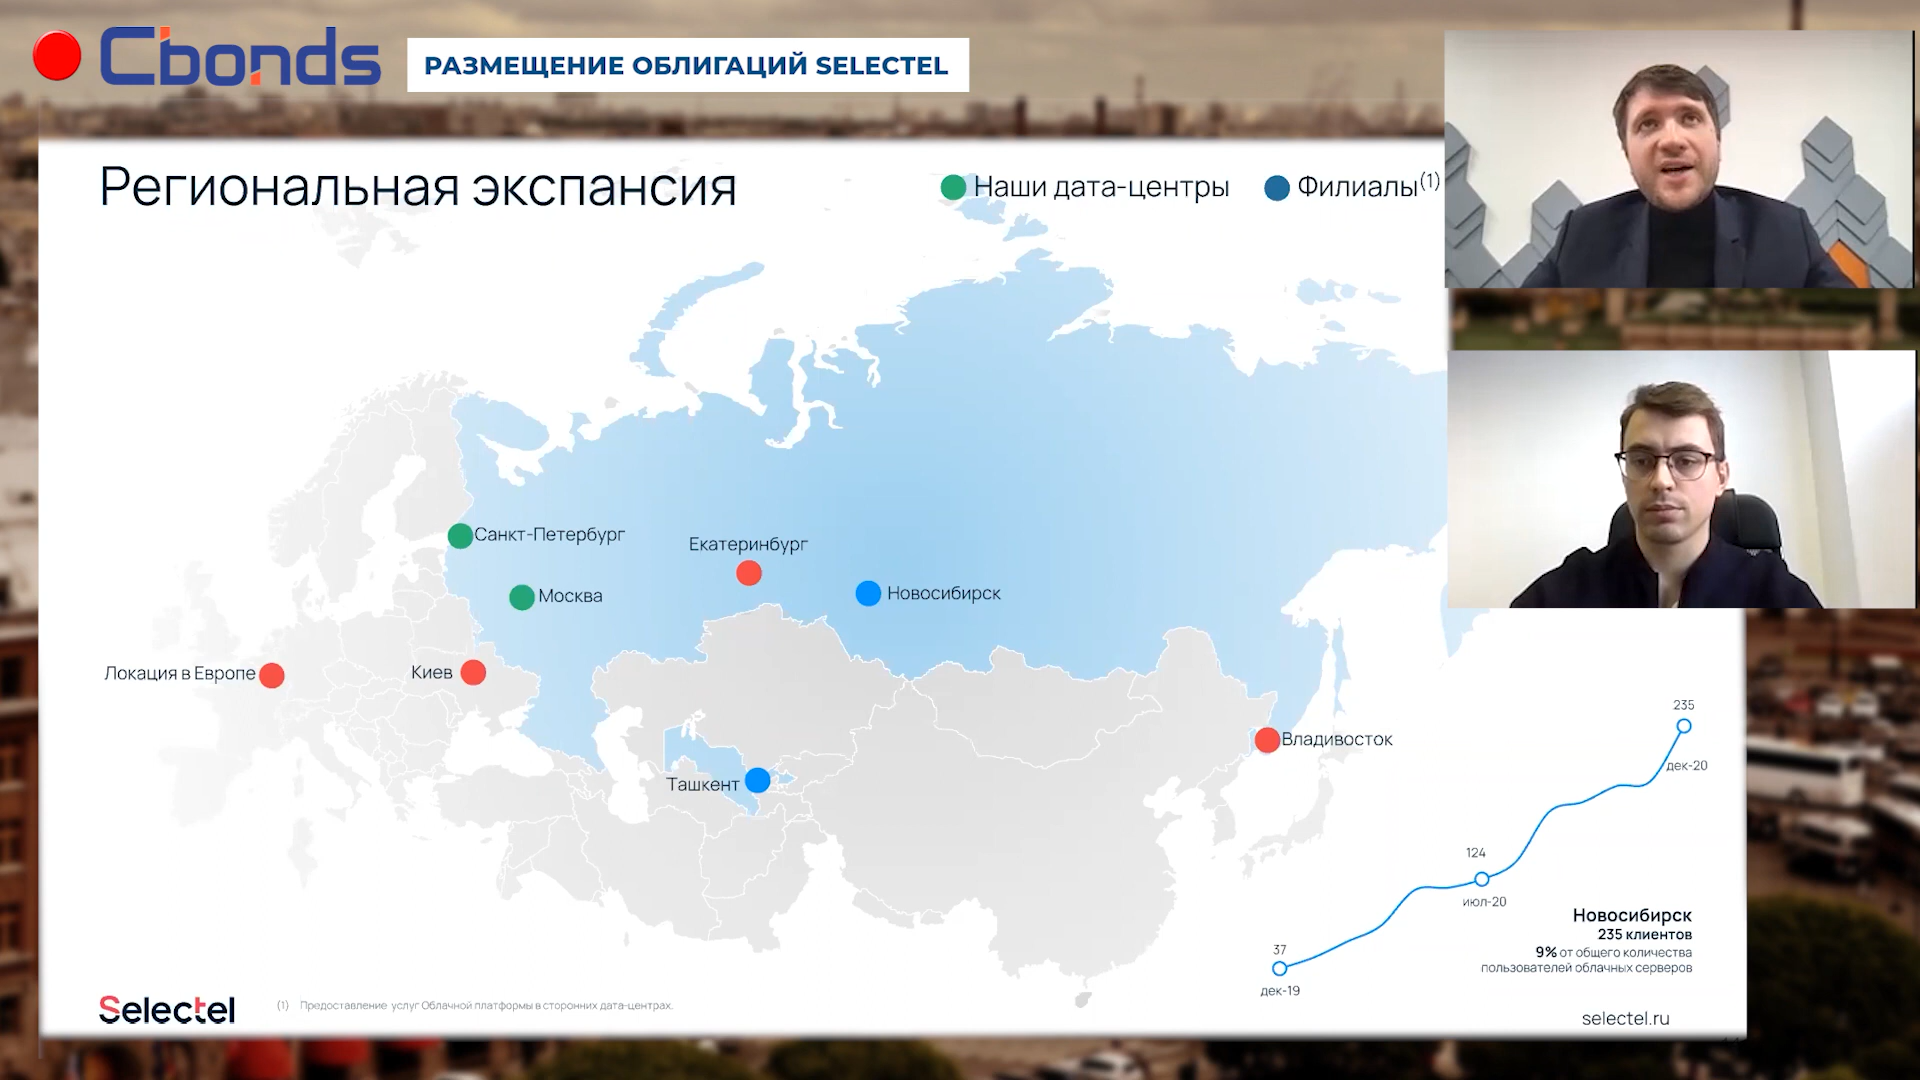 Cbonds
РАЗМЕЩЕНИЕ ОБЛИГАЦИЙ SELECTEL
Региональная экспансия
Наши дата-центры
Филиалы(1)
Санкт-Петербург
Екатеринбург
Москва
Новосибирск
Локация в Европе
Киев
Владивосток
Ташкент
235
дек-20
124
июл-20
37
дек-19
Новосибирск
235 клиентов
9% от общего количества
пользователей облачных серверов
Selectel
(1) Предоставление услуг Облачной платформы в сторонних дата-центрах.
selectel.ru